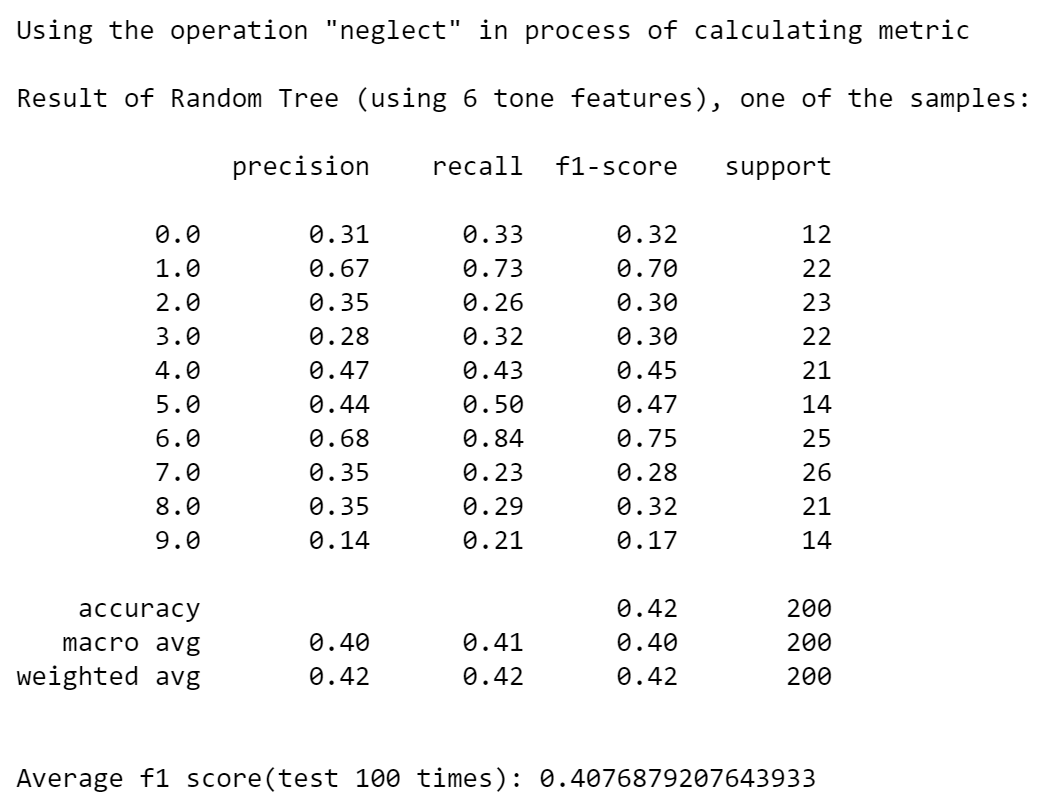 Using the operation "neglect" in process of calculating metric
Result of Random Tree (using 6 tone features), one of the samples:
precision recall f1-score support
0.0 0.31 0.33 0.32 12
1.0 0.67 0.73 0.70 22
2.0 0.35 0.26 0.30 23
3.0 0.28 0.32 0.30 22
4.0 0.47 0.43 0.45 21
5.0 0.44 0.50 0.47 14
6.0 0.68 0.84 0.75 25
7.0 0.35 0.23 0.28 26
8.0 0.35 0.29 0.32 21
9.0 0.14 0.21 0.17 14
accuracy 0.42 200
macro avg 0.40 0.41 0.40 200
weighted avg 0.42 0.42 0.42 200
Average f1 score(test 100 times): 0.4076879207643933